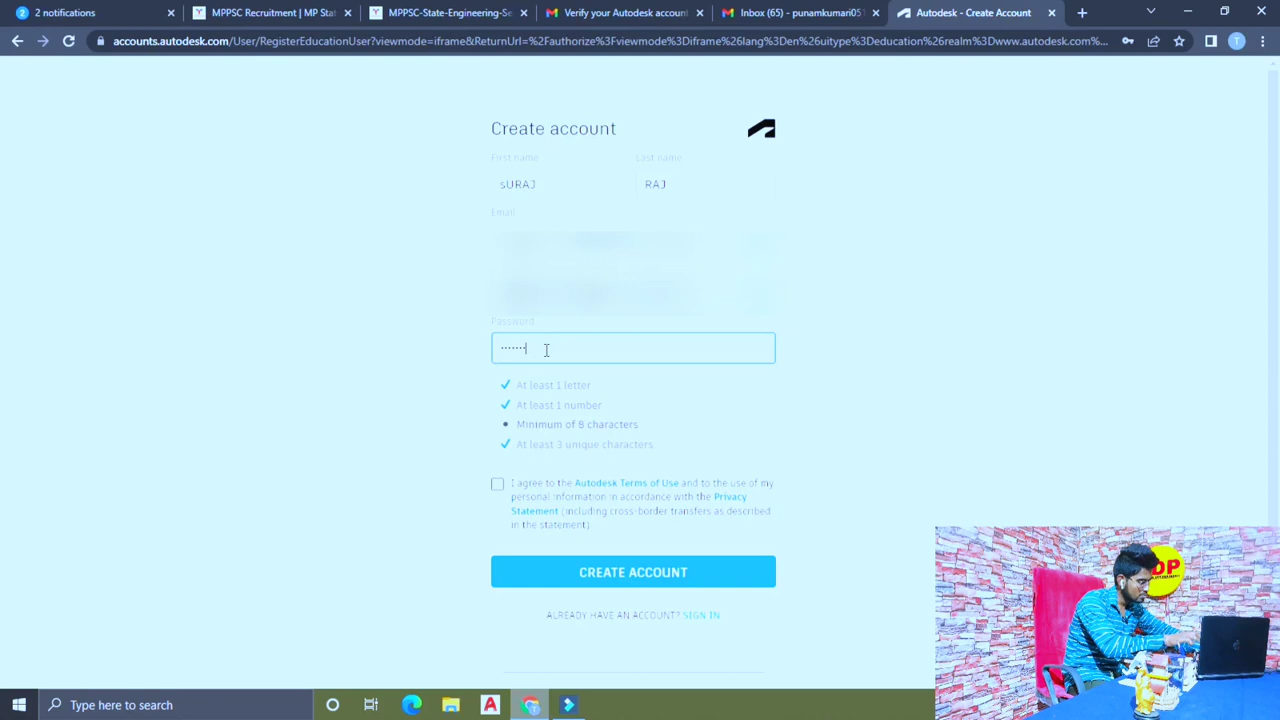 2 notifications
MPPSC Recruitment | MP Sta
MPPSC-State-Engineering-Se
Verify your Autodesk account
Inbox (65) - punamkumari051
Autodesk - Create Account
accounts.autodesk.com/User/RegisterEducationUser?viewmode=iframe&ReturnUrl=%2Fauthorize%3Fviewmode%3Diframe%26lang%3Den%26uitype%3Deducation%26realm%3Dwww.autodesk.com%...
T
Create account
First name
Last name
sURAJ
RAJ
Email
Password
At least 1 letter
At least 1 number
Minimum of 8 characters
At least 3 unique characters
I agree to the Autodesk Terms of Use and to the use of my
personal information in accordance with the Privacy
Statement (including cross-border transfers as described
in the statement)
CREATE ACCOUNT
ALREADY HAVE AN ACCOUNT? SIGN IN
DP
Type here to search
A